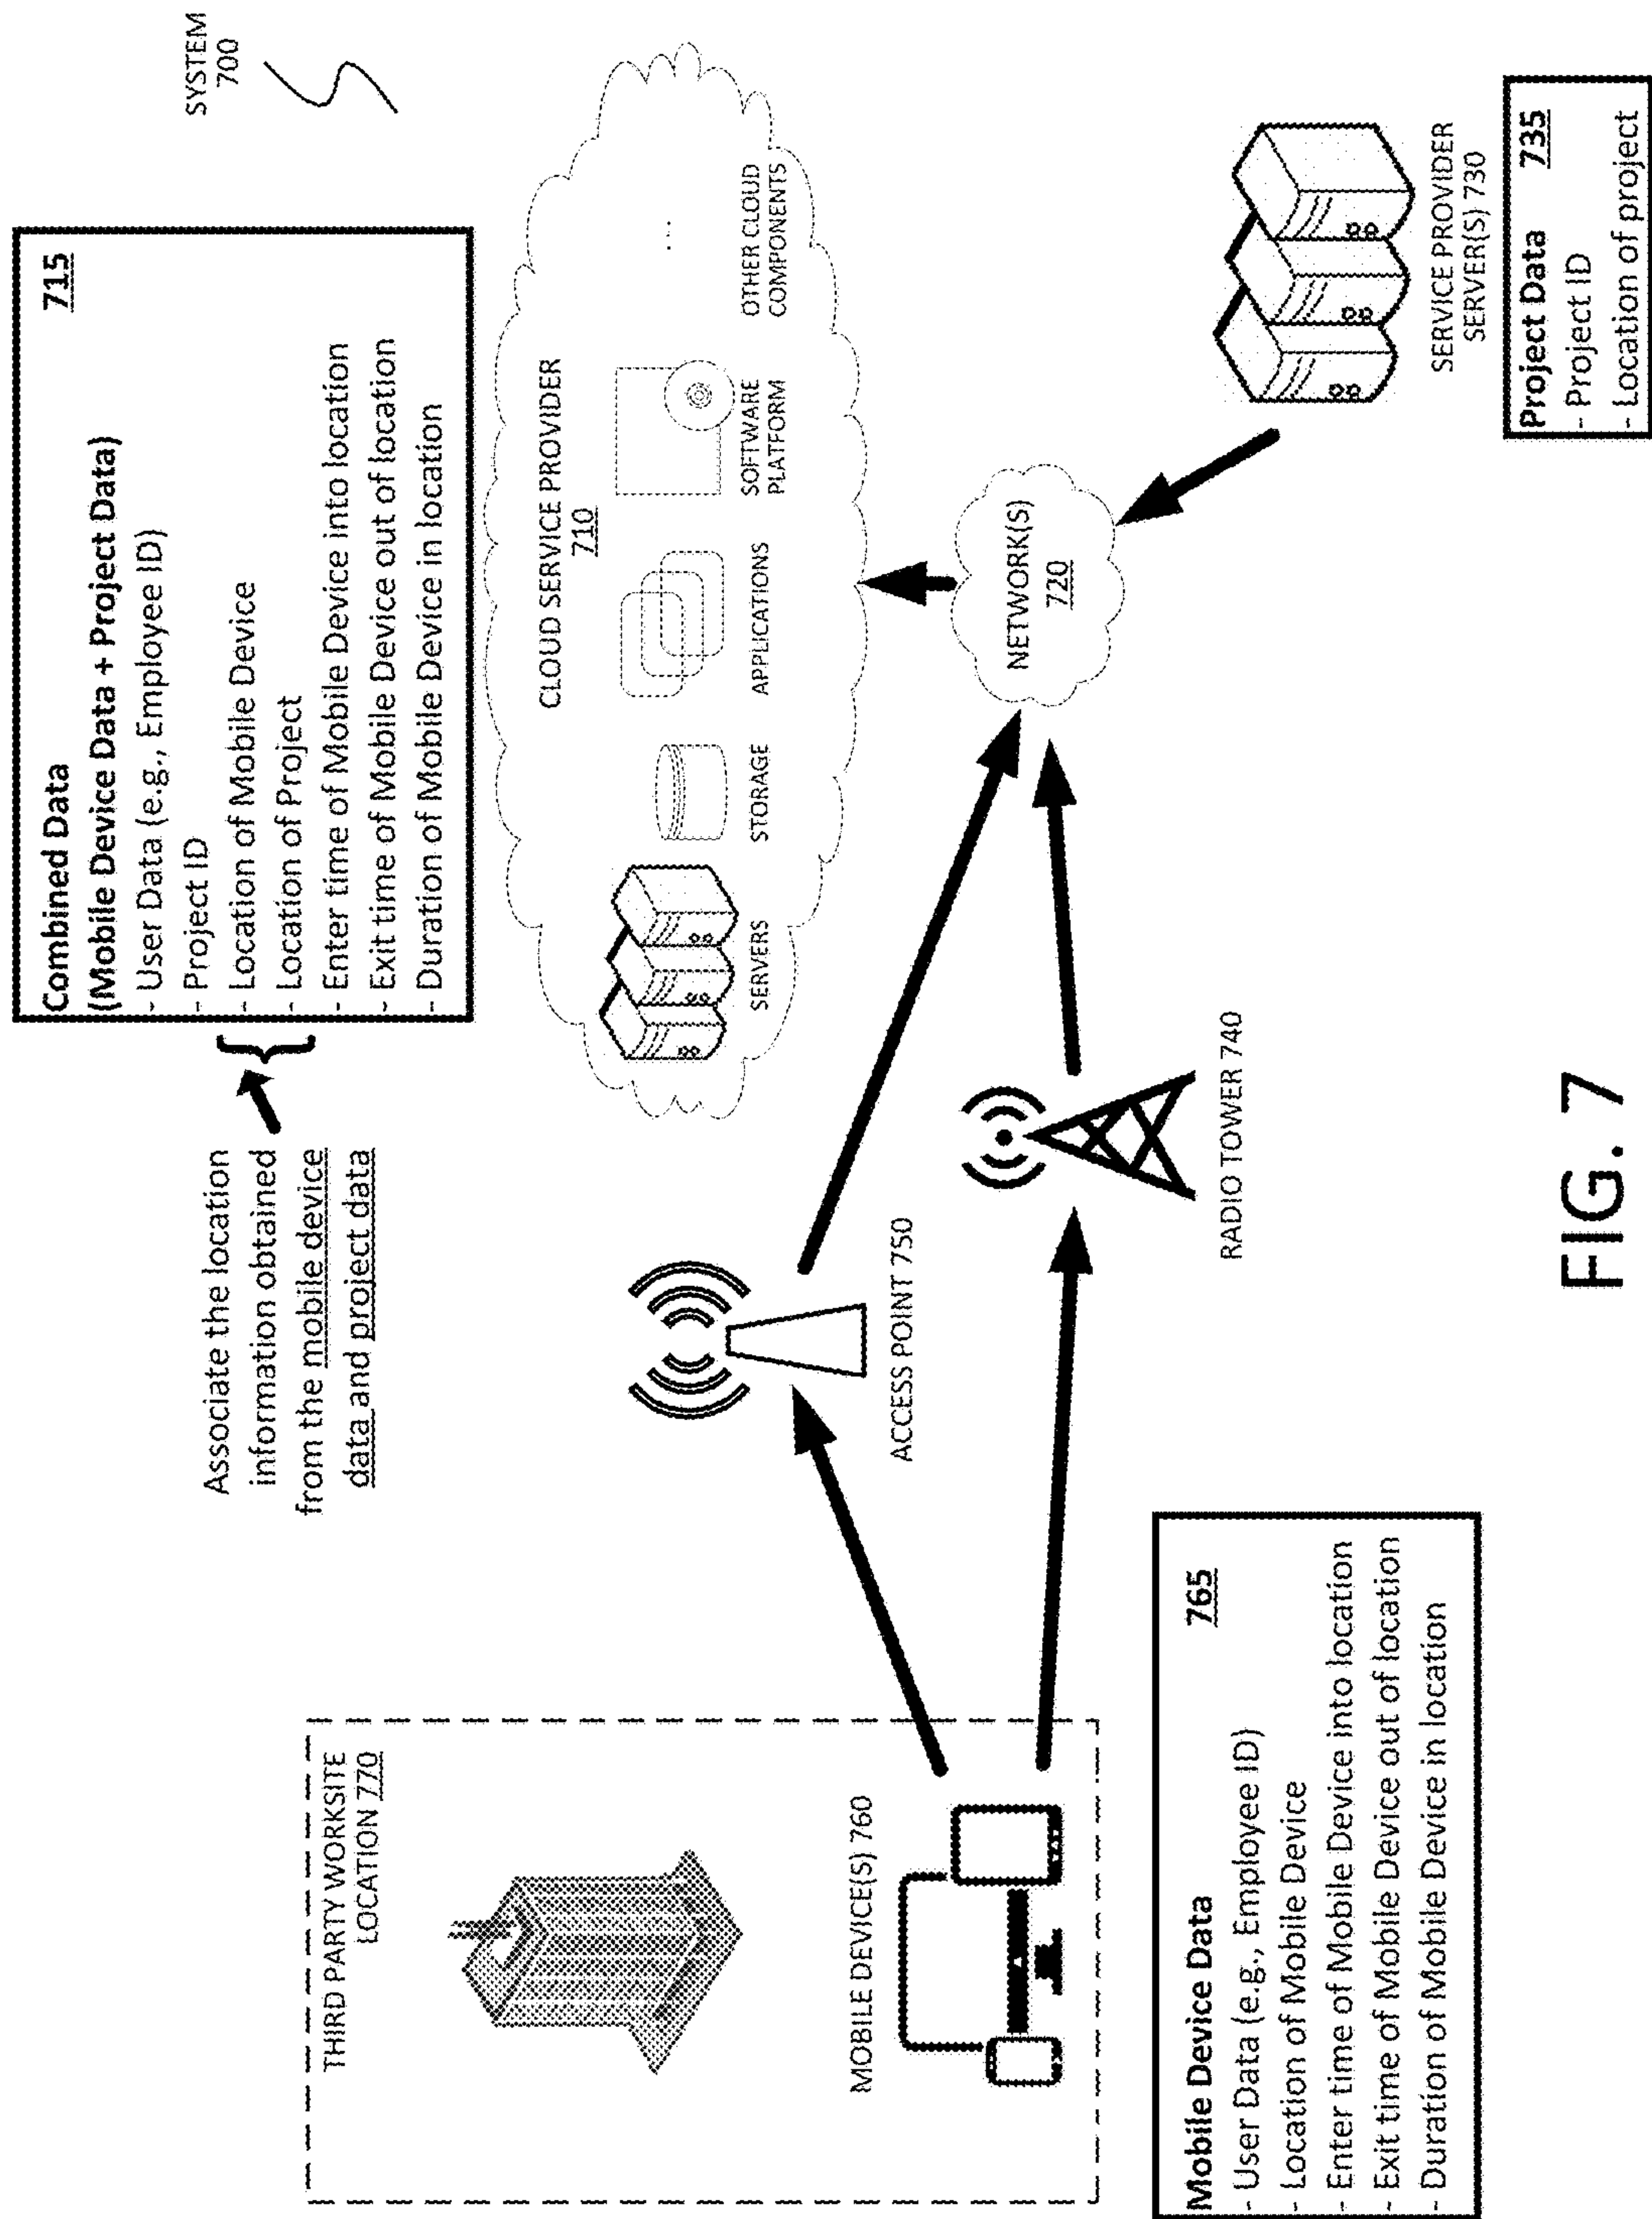 SYSTEM
700
Combined Data 715
(Mobile Device Data + Project Data)
- User Data (e.g., Employee ID)
- Project ID
- Location of Mobile Device
- Location of Project
- Enter time of Mobile Device into location
- Exit time of Mobile Device out of location
- Duration of Mobile Device in location
Associate the location
information obtained
from the mobile device
data and project data
THIRD PARTY WORKSITE
LOCATION 770
CLOUD SERVICE PROVIDER
710
SERVERS
STORAGE
APPLICATIONS
SOFTWARE
PLATFORM
...
OTHER CLOUD
COMPONENTS
MOBILE DEVICE(S) 760
ACCESS POINT 750
NETWORK(S)
720
RADIO TOWER 740
SERVICE PROVIDER
SERVER(S) 730
Mobile Device Data 765
- User Data (e.g., Employee ID)
- Location of Mobile Device
- Enter time of Mobile Device into location
- Exit time of Mobile Device out of location
- Duration of Mobile Device in location
Project Data 735
- Project ID
- Location of project
FIG. 7